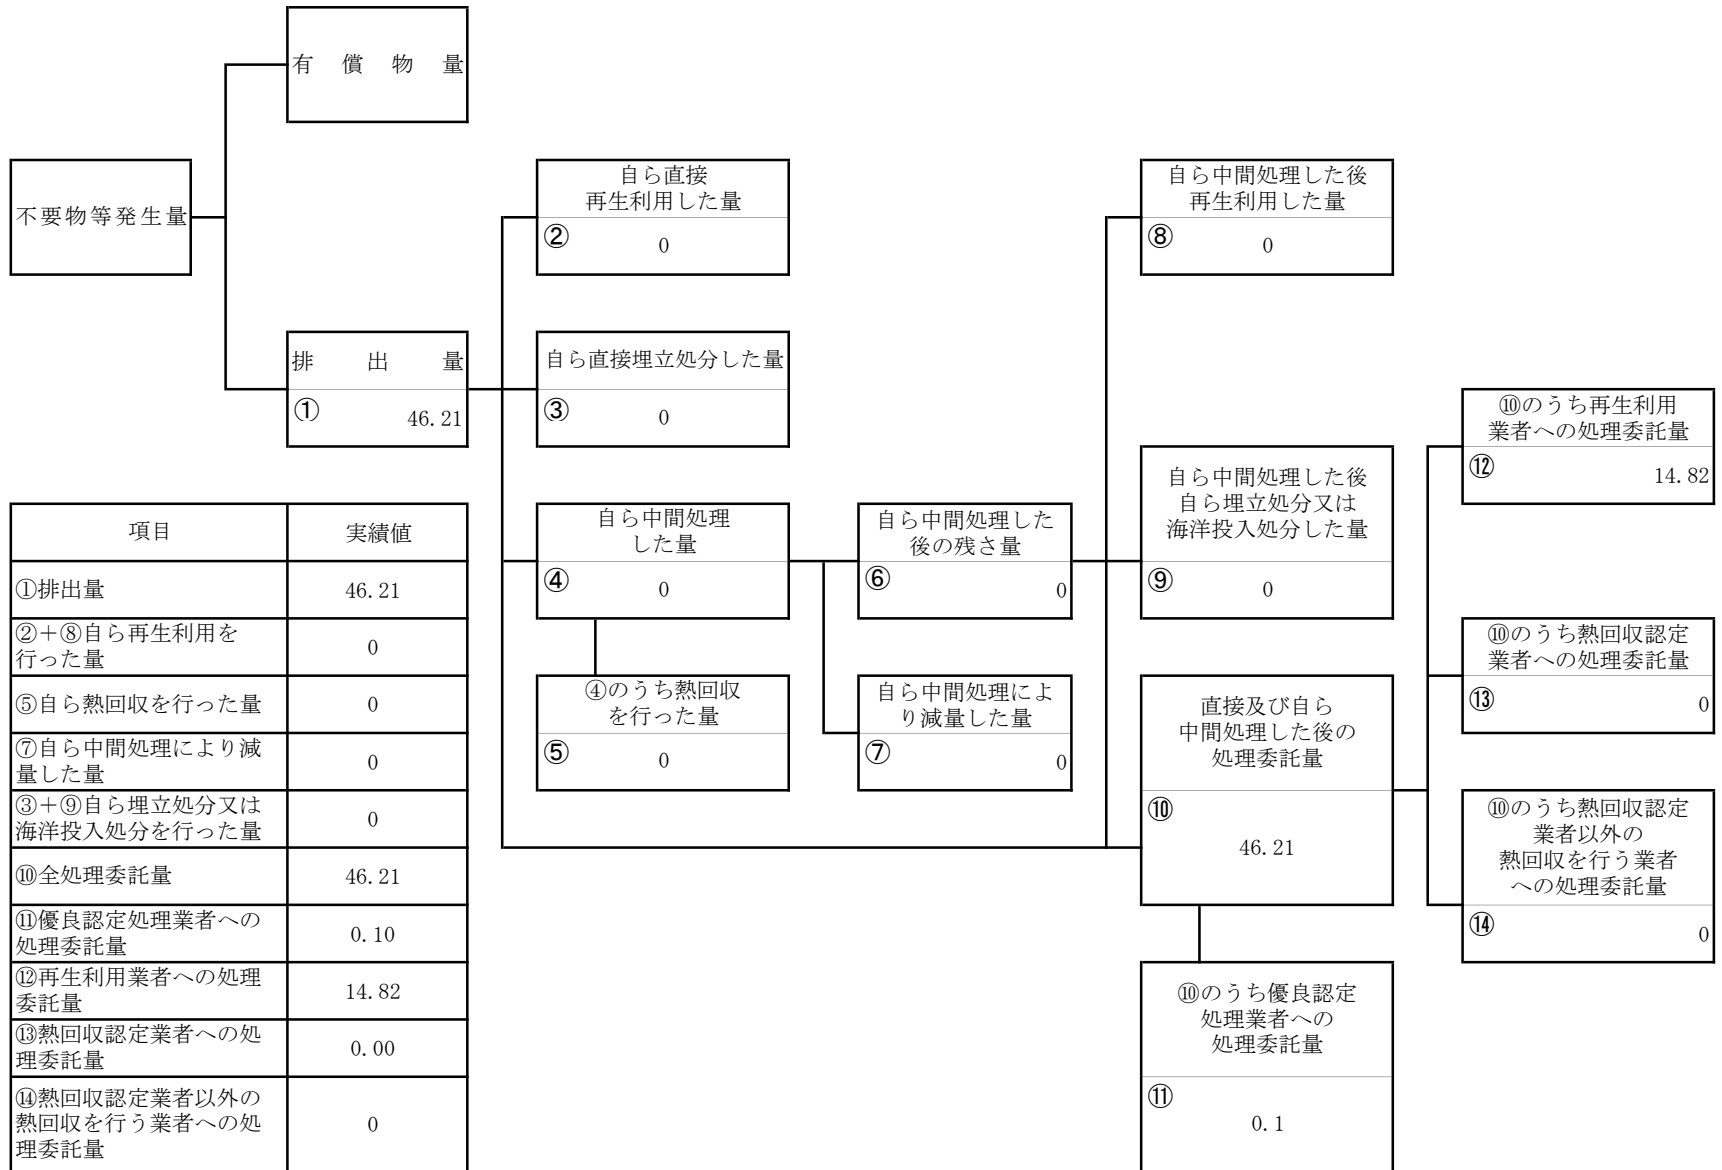 有償物量
不要物等発生量
自ら直接
再生利用した量
②
0
自ら中間処理した後
再生利用した量
⑧
0
排出量
①
46.21
自ら直接埋立処分した量
③
0
⑩のうち再生利用
業者への処理委託量
⑫
14.82
自ら中間処理した後
自ら埋立処分又は
海洋投入処分した量
⑨
0
自ら中間処理
した量
④
0
自ら中間処理した
後の残さ量
⑥
0
⑩のうち熱回収認定
業者への処理委託量
⑬
0
④のうち熱回収
を行った量
⑤
0
自ら中間処理によ
り減量した量
⑦
0
直接及び自ら
中間処理した後の
処理委託量
⑩
46.21
⑩のうち熱回収認定
業者以外の
熱回収を行う業者
への処理委託量
⑭
0
⑩のうち優良認定
処理業者への
処理委託量
⑪
0.1
項目
実績値
①排出量
46.21
②＋⑧自ら再生利用を
行った量
0
⑤自ら熱回収を行った量
0
⑦自ら中間処理により減
量した量
0
③＋⑨自ら埋立処分又は
海洋投入処分を行った量
0
⑩全処理委託量
46.21
⑪優良認定処理業者への
処理委託量
0.10
⑫再生利用業者への処理
委託量
14.82
⑬熱回収認定業者への処
理委託量
0.00
⑭熱回収認定業者以外の
熱回収を行う業者への処
理委託量
0